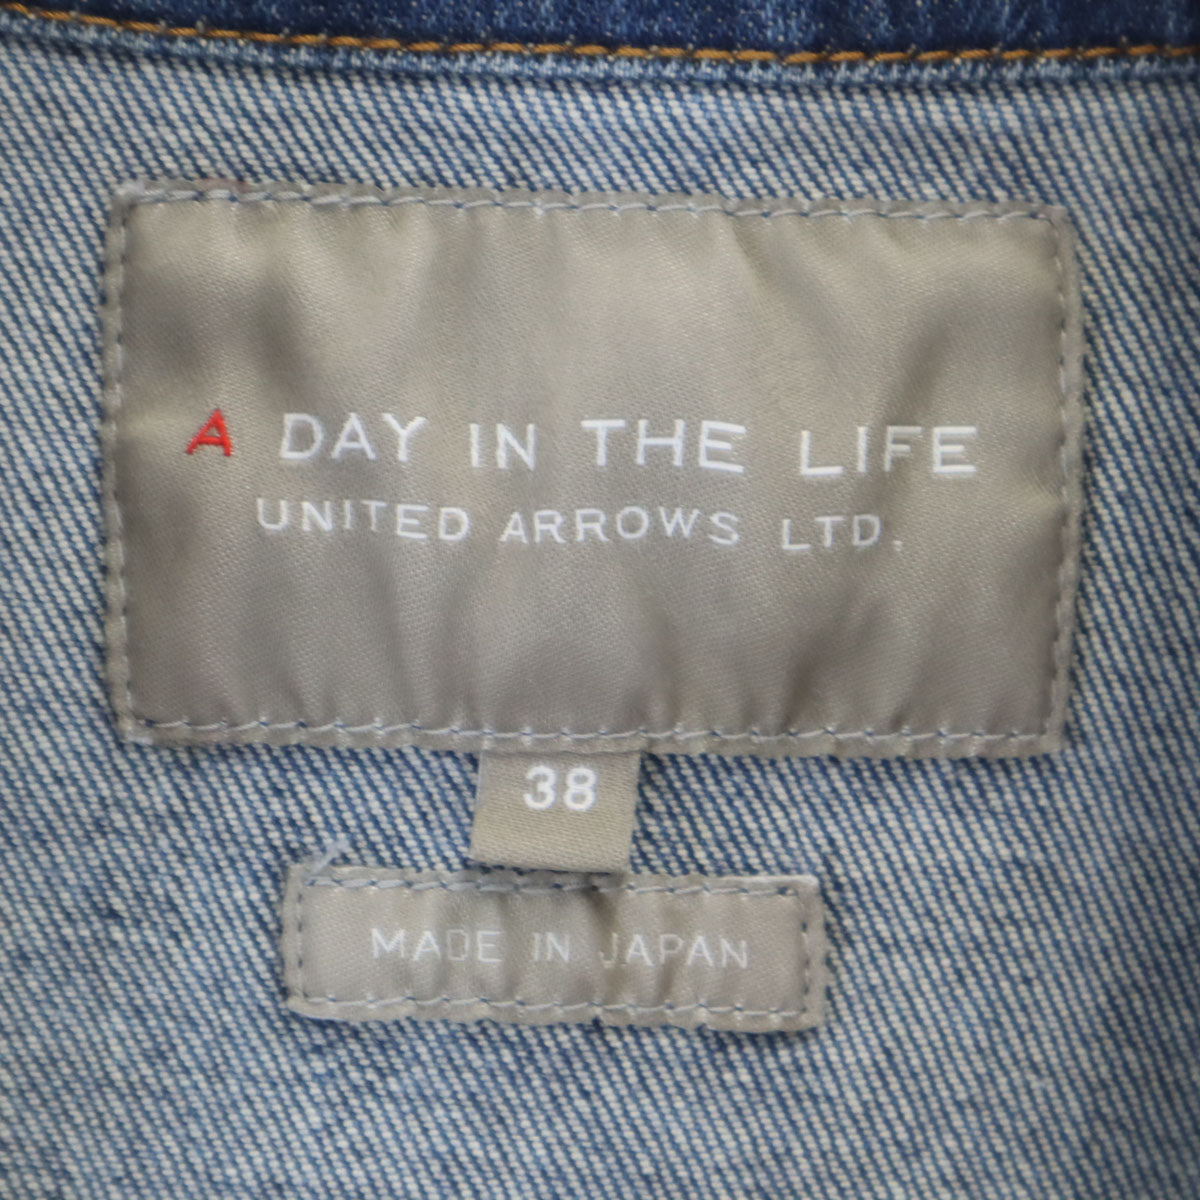 A DAY IN THE LIFE
UNITED ARROWS LTD.
38
MADE IN JAPAN